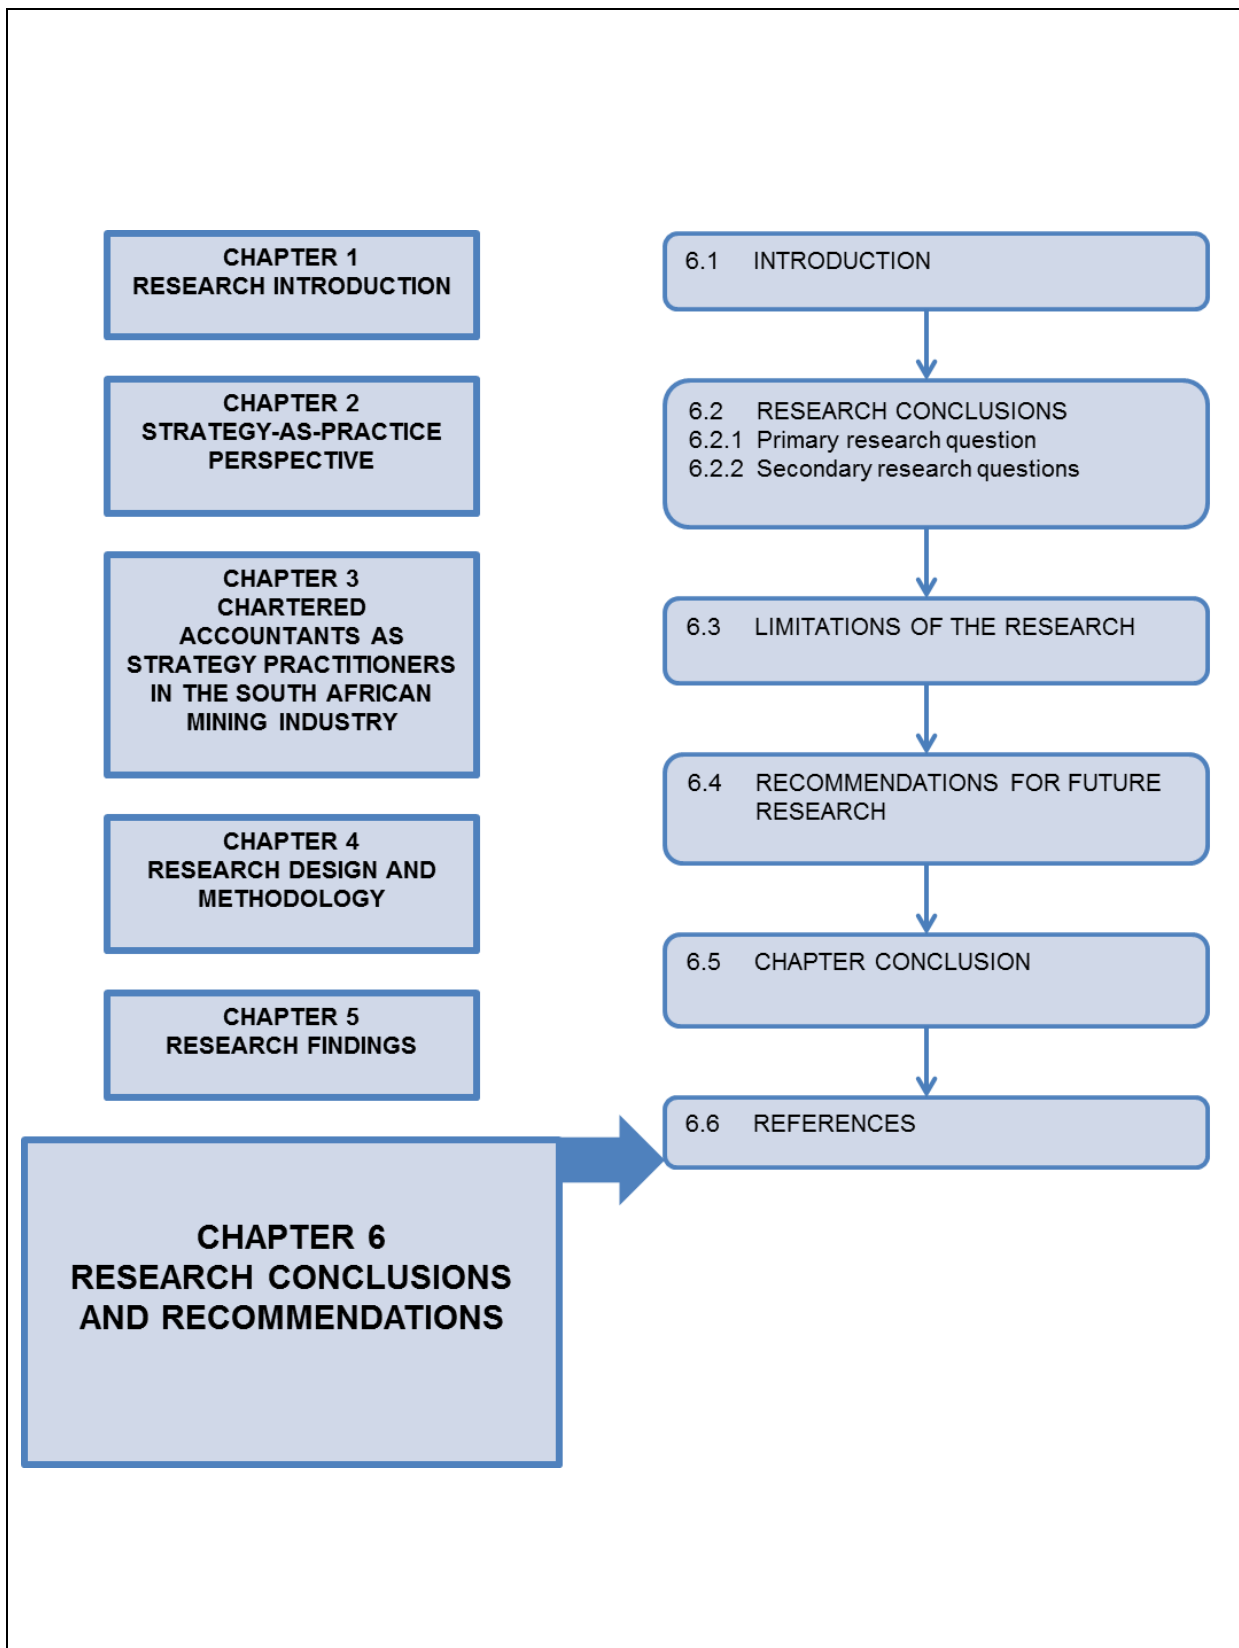 CHAPTER 1
RESEARCH INTRODUCTION
CHAPTER 2
STRATEGY-AS-PRACTICE
PERSPECTIVE
CHAPTER 3
CHARTERED
ACCOUNTANTS AS
STRATEGY PRACTITIONERS
IN THE SOUTH AFRICAN
MINING INDUSTRY
CHAPTER 4
RESEARCH DESIGN AND
METHODOLOGY
CHAPTER 5
RESEARCH FINDINGS
CHAPTER 6
RESEARCH CONCLUSIONS
AND RECOMMENDATIONS
6.1 INTRODUCTION
6.2 RESEARCH CONCLUSIONS
6.2.1 Primary research question
6.2.2 Secondary research questions
6.3 LIMITATIONS OF THE RESEARCH
6.4 RECOMMENDATIONS FOR FUTURE
RESEARCH
6.5 CHAPTER CONCLUSION
6.6 REFERENCES